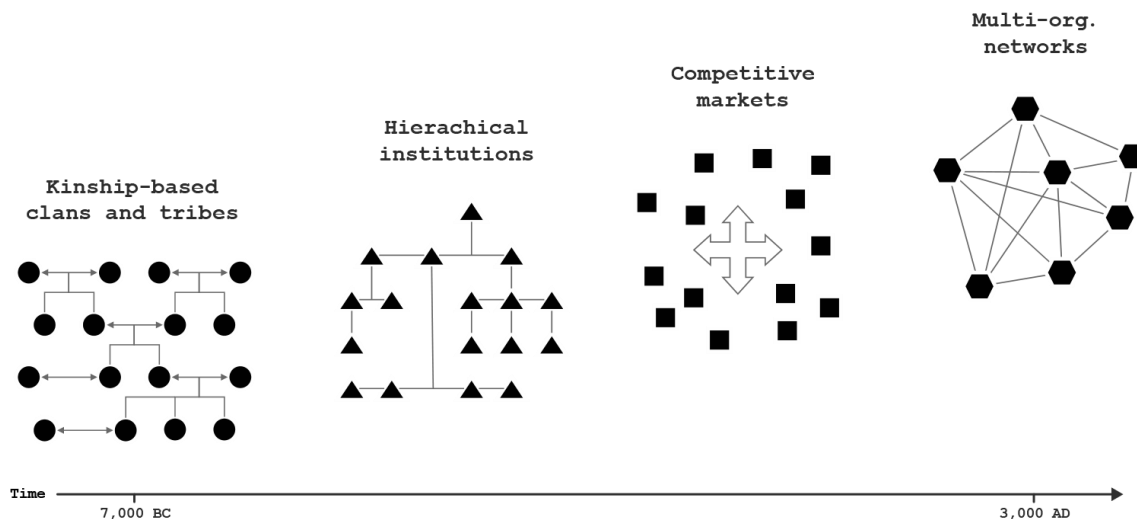 Kinship-based
clans and tribes
Hierachical
institutions
Competitive
markets
Multi-org.
networks
Time
7,000 BC
3,000 AD